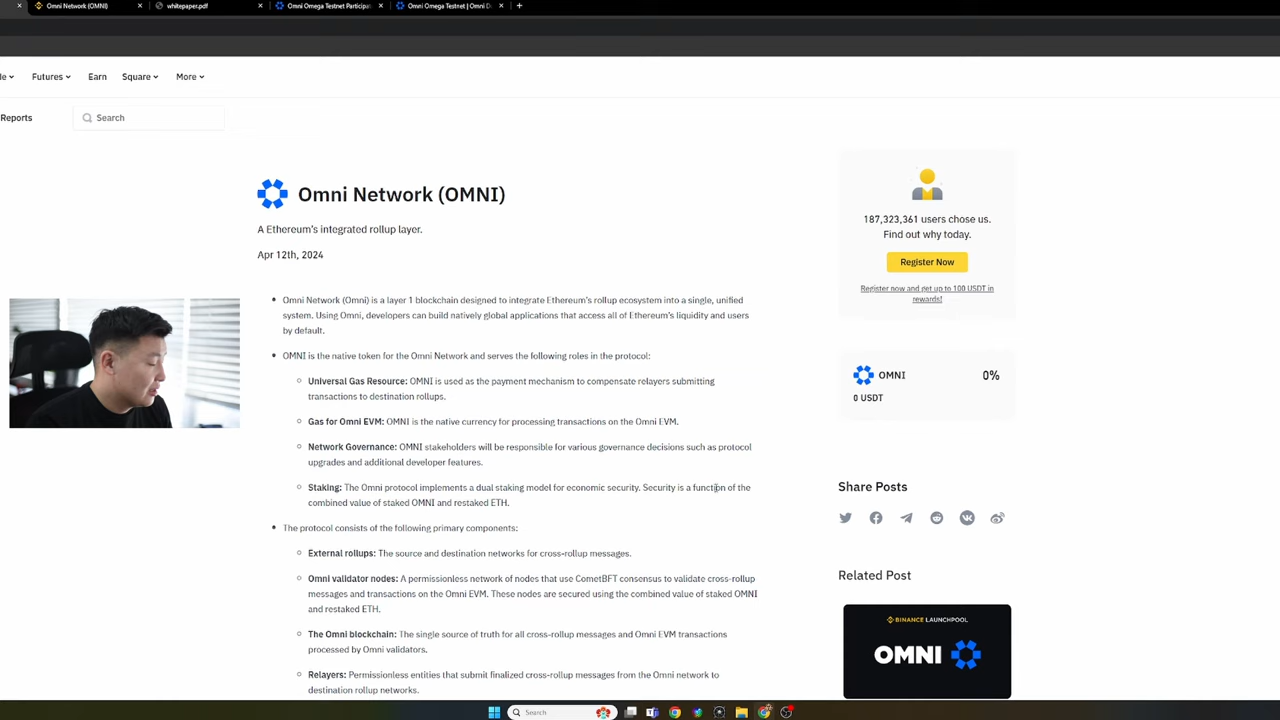 Omni Network (OMNI)
whitepaper.pdf
Omni Omega Testnet Participat
Omni Omega Testnet | Omni D
Futures
Earn
Square
More
Reports
Search
Omni Network (OMNI)
A Ethereum's integrated rollup layer.
Apr 12th, 2024
Omni Network (Omni) is a layer 1 blockchain designed to integrate Ethereum's rollup ecosystem into a single, unified
system. Using Omni, developers can build natively global applications that access all of Ethereum's liquidity and users
by default.
OMNI is the native token for the Omni Network and serves the following roles in the protocol:
Universal Gas Resource: OMNI is used as the payment mechanism to compensate relayers submitting
transactions to destination rollups.
Gas for Omni EVM: OMNI is the native currency for processing transactions on the Omni EVM.
Network Governance: OMNI stakeholders will be responsible for various governance decisions such as protocol
upgrades and additional developer features.
Staking: The Omni protocol implements a dual staking model for economic security. Security is a function of the
combined value of staked OMNI and restaked ETH.
The protocol consists of the following primary components:
External rollups: The source and destination networks for cross-rollup messages.
Omni validator nodes: A permissionless network of nodes that use CometBFT consensus to validate cross-rollup
messages and transactions on the Omni EVM. These nodes are secured using the combined value of staked OMNI
and restaked ETH.
The Omni blockchain: The single source of truth for all cross-rollup messages and Omni EVM transactions
processed by Omni validators.
Relayers: Permissionless entities that submit finalized cross-rollup messages from the Omni network to
destination rollup networks.
187,323,361 users chose us.
Find out why today.
Register Now
Register now and get up to 100 USDT in
rewards!
OMNI 0%
0 USDT
Share Posts
Related Post
BINANCE LAUNCHPOOL
OMNI
Search